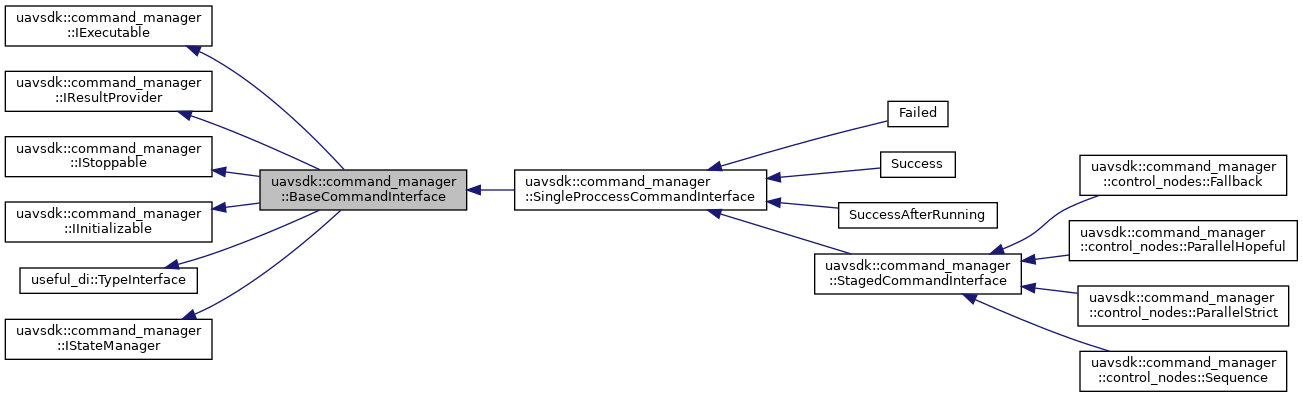 uavsdk::command_manager
::IExecutable
uavsdk::command_manager
::IResultProvider
uavsdk::command_manager
::IStoppable
uavsdk::command_manager
::IInitializable
useful_di::TypeInterface
uavsdk::command_manager
::IStateManager
uavsdk::command_manager
::BaseCommandInterface
uavsdk::command_manager
::SingleProccessCommandInterface
Failed
Success
SuccessAfterRunning
uavsdk::command_manager
::StagedCommandInterface
uavsdk::command_manager
::control_nodes::Fallback
uavsdk::command_manager
::control_nodes::ParallelHopeful
uavsdk::command_manager
::control_nodes::ParallelStrict
uavsdk::command_manager
::control_nodes::Sequence